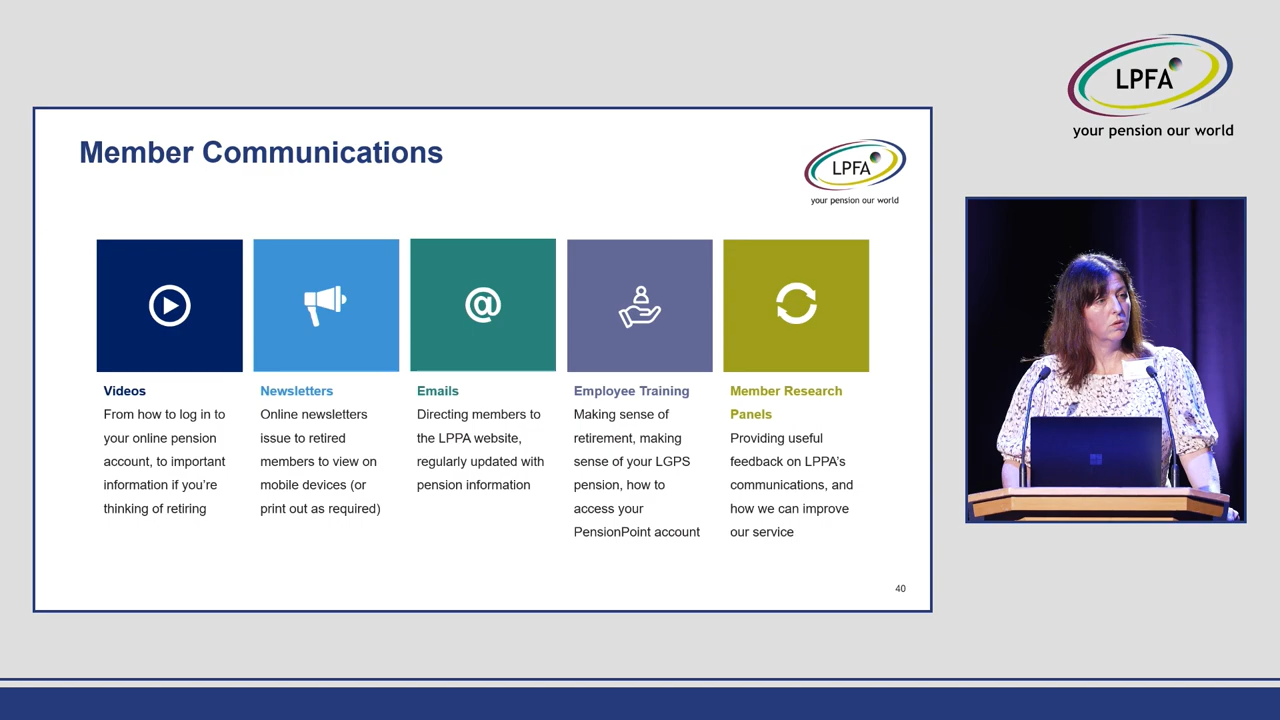 LPFA
your pension our world
Member Communications
LPFA
your pension our world
@
Videos
From how to log in to
your online pension
account, to important
information if you're
thinking of retiring
Newsletters
Online newsletters
issue to retired
members to view on
mobile devices (or
print out as required)
Emails
Directing members to
the LPPA website,
regularly updated with
pension information
Employee Training
Making sense of
retirement, making
sense of your LGPS
pension, how to
access your
PensionPoint account
Member Research
Panels
Providing useful
feedback on LPPA's
communications, and
how we can improve
our service
40